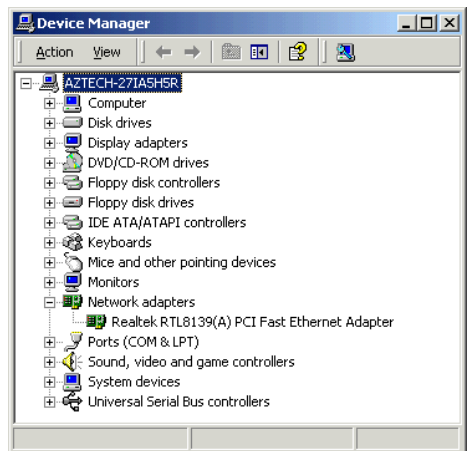 Device Manager
Action View
AZTECH-27IA5H5R
Computer
Disk drives
Display adapters
DVD/CD-ROM drives
Floppy disk controllers
Floppy disk drives
IDE ATA/ATAPI controllers
Keyboards
Mice and other pointing devices
Monitors
Network adapters
Realtek RTL8139(A) PCI Fast Ethernet Adapter
Ports (COM & LPT)
Sound, video and game controllers
System devices
Universal Serial Bus controllers